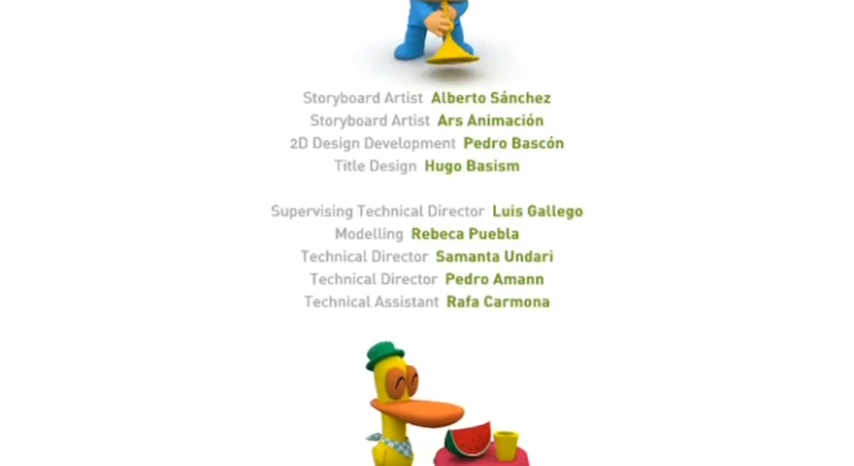 Storyboard Artist Alberto Sánchez
Storyboard Artist Ars Animación
2D Design Development Pedro Bascón
Title Design Hugo Basism
Supervising Technical Director Luis Gallego
Modelling Rebeca Puebla
Technical Director Samanta Undari
Technical Director Pedro Amann
Technical Assistant Rafa Carmona